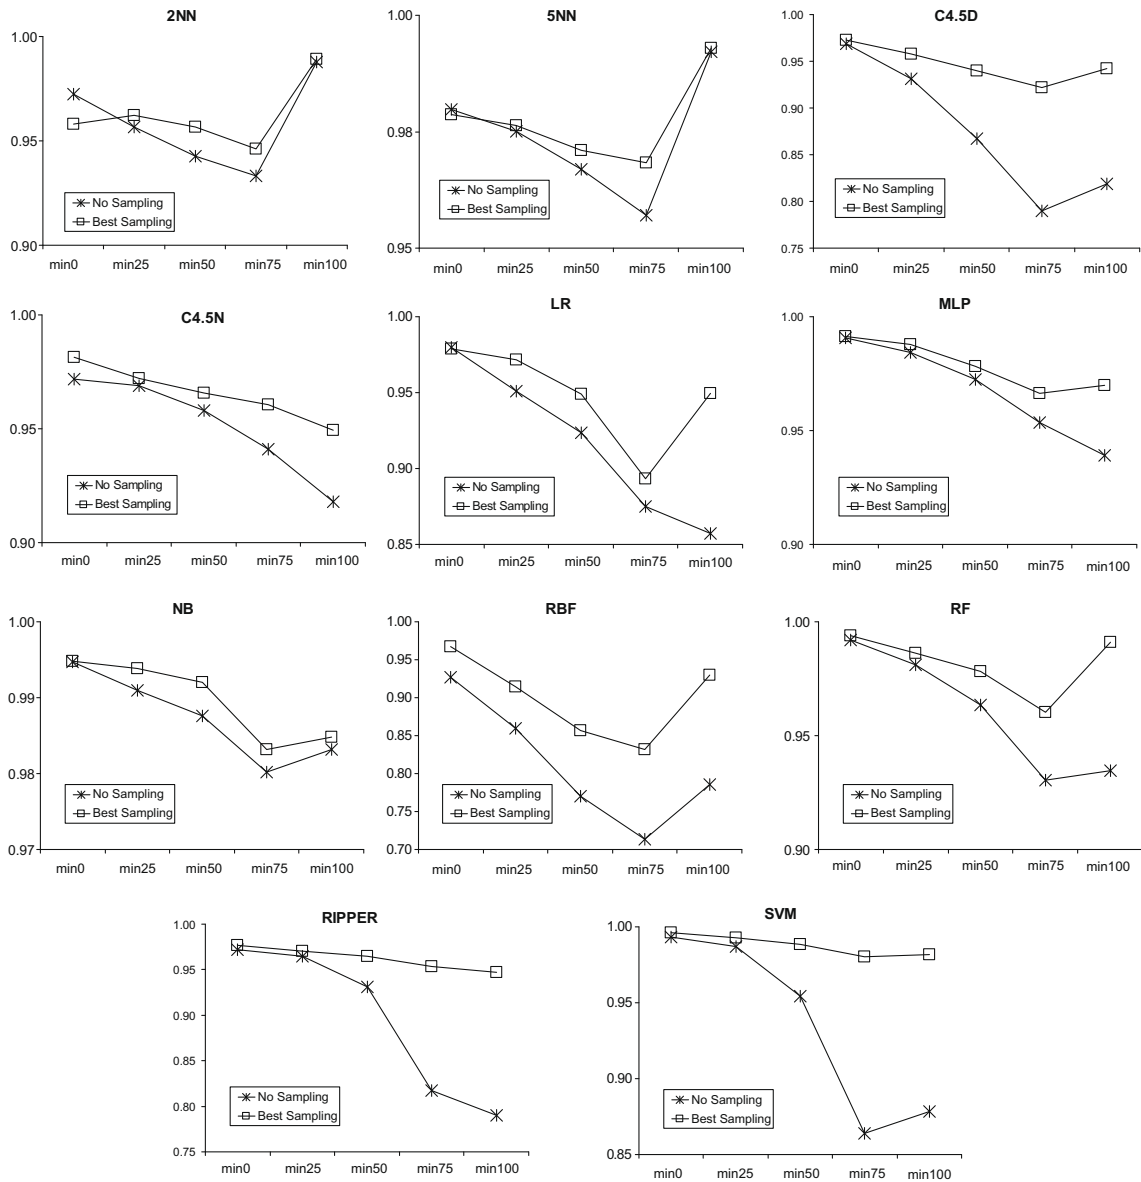 2NN
1.00
0.95
0.90
No Sampling
Best Sampling
min0 min25 min50 min75 min100
5NN
1.00
0.98
0.95
No Sampling
Best Sampling
min0 min25 min50 min75 min100
C4.5D
1.00
0.95
0.90
0.85
0.80
0.75
No Sampling
Best Sampling
min0 min25 min50 min75 min100
C4.5N
1.00
0.95
0.90
No Sampling
Best Sampling
min0 min25 min50 min75 min100
LR
1.00
0.95
0.90
0.85
No Sampling
Best Sampling
min0 min25 min50 min75 min100
MLP
1.00
0.95
0.90
No Sampling
Best Sampling
min0 min25 min50 min75 min100
NB
1.00
0.99
0.98
0.97
No Sampling
Best Sampling
min0 min25 min50 min75 min100
RBF
1.00
0.95
0.90
0.85
0.80
0.75
0.70
No Sampling
Best Sampling
min0 min25 min50 min75 min100
RF
1.00
0.95
0.90
No Sampling
Best Sampling
min0 min25 min50 min75 min100
RIPPER
1.00
0.95
0.90
0.85
0.80
0.75
No Sampling
Best Sampling
min0 min25 min50 min75 min100
SVM
1.00
0.95
0.90
0.85
No Sampling
Best Sampling
min0 min25 min50 min75 min100